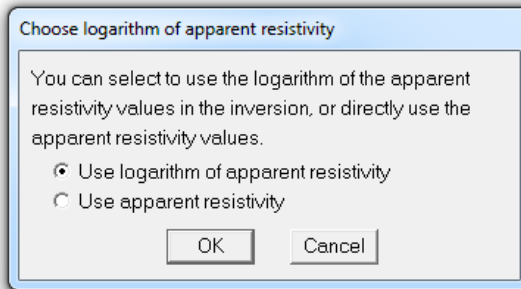 Choose logarithm of apparent resistivity
You can select to use the logarithm of the apparent
resistivity values in the inversion, or directly use the
apparent resistivity values.
Use logarithm of apparent resistivity
Use apparent resistivity
OK Cancel